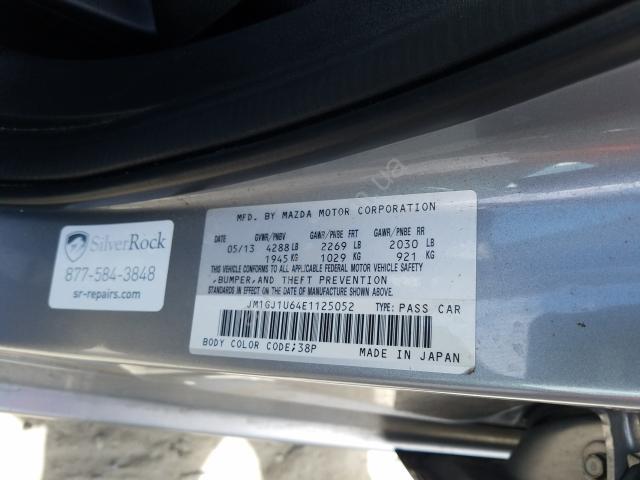 MFD. BY MAZDA MOTOR CORPORATION
DATE GVWR/PNBV GAWR/PNBE FRT GAWR/PNBE RR
05/13 4288 LB 2269 LB 2030 LB
1945 KG 1029 KG 921 KG
THIS VEHICLE CONFORMS TO ALL APPLICABLE FEDERAL MOTOR VEHICLE SAFETY
, BUMPER, AND THEFT PREVENTION
STANDARDS IN EFFECT ON THE DATE OF MANUFACTURE SHOWN ABOVE.
JM1GJ1U64E1125052 TYPE: PASS CAR
BODY COLOR CODE;38P MADE IN JAPAN
SilverRock
877-584-3848
sr-repairs.com